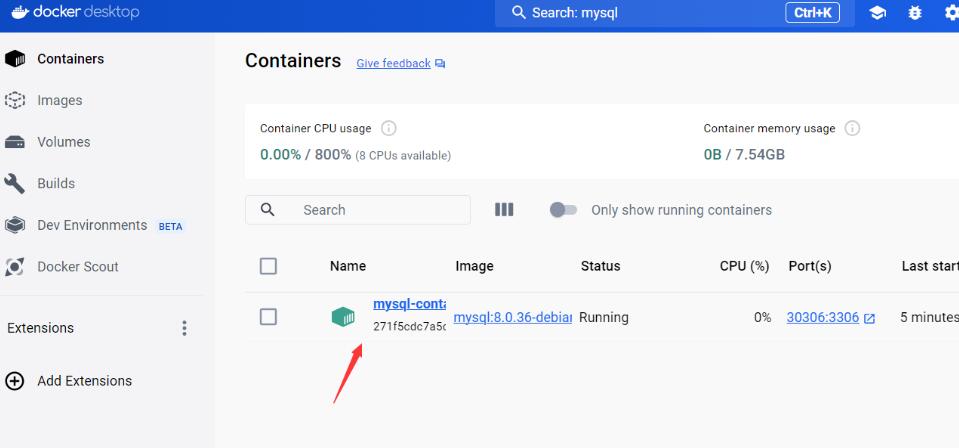 docker desktop
Search: mysql
Ctrl+K
Containers
Images
Volumes
Builds
Dev Environments BETA
Docker Scout
Extensions
Add Extensions
Containers Give feedback
Container CPU usage
0.00% / 800% (8 CPUs available)
Container memory usage
0B / 7.54GB
Search
Only show running containers
Name Image Status CPU (%) Port(s) Last start
mysql-conta
271f5cdc7a5c
mysql:8.0.36-debian Running 0% 30306:3306 5 minutes